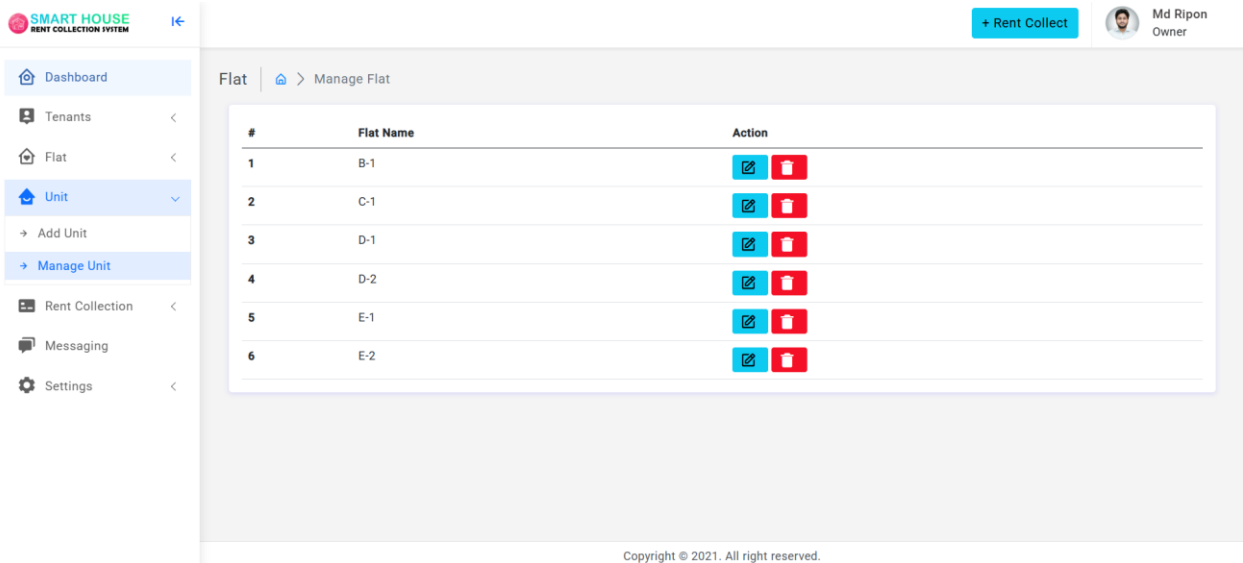 SMART HOUSE
RENT COLLECTION SYSTEM
+ Rent Collect
Md Ripon
Owner
Dashboard
Tenants
Flat
Unit
Add Unit
Manage Unit
Rent Collection
Messaging
Settings
Flat
Manage Flat
# Flat Name Action
1 B-1
2 C-1
3 D-1
4 D-2
5 E-1
6 E-2
Copyright © 2021. All right reserved.